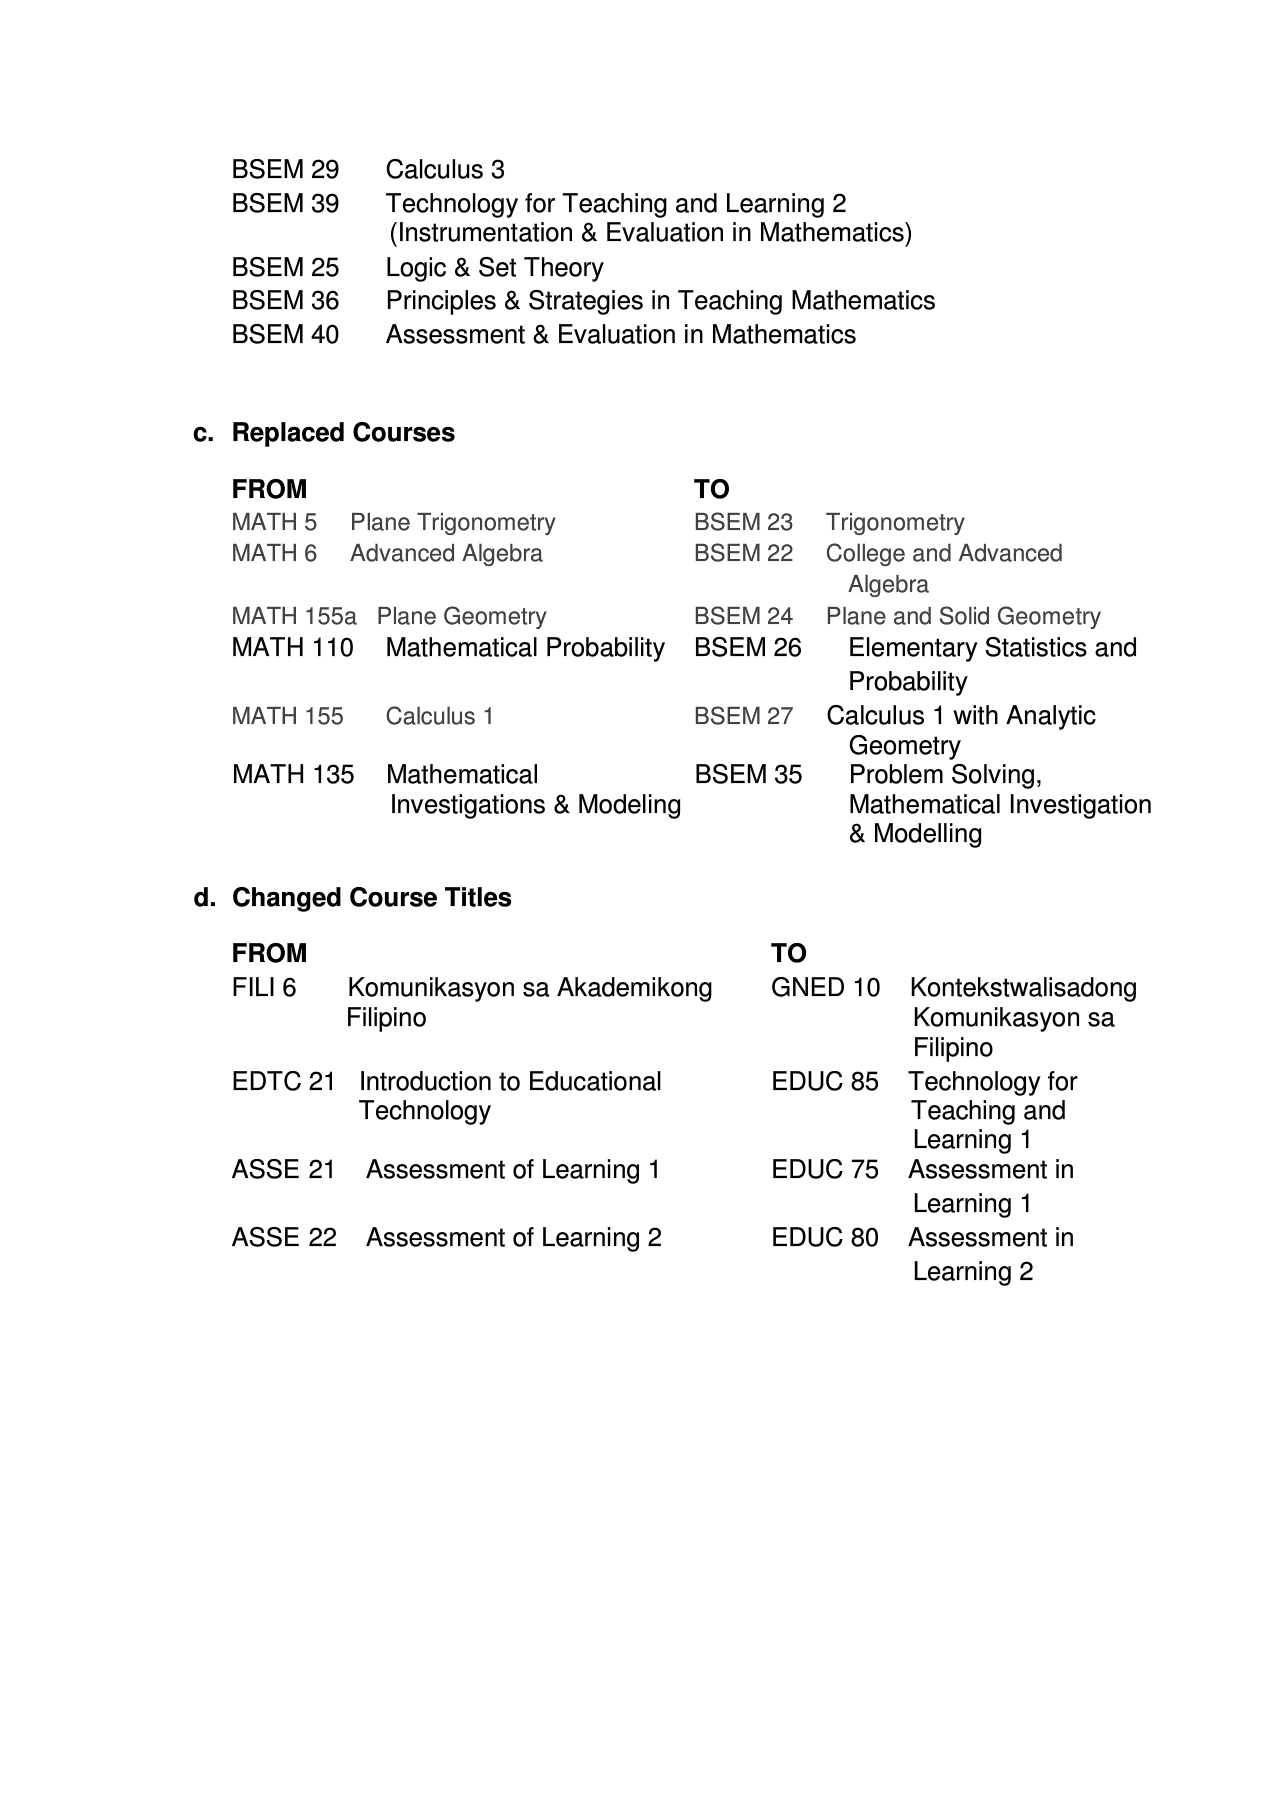 BSEM 29 Calculus 3
BSEM 39 Technology for Teaching and Learning 2
(Instrumentation & Evaluation in Mathematics)
BSEM 25 Logic & Set Theory
BSEM 36 Principles & Strategies in Teaching Mathematics
BSEM 40 Assessment & Evaluation in Mathematics
c. Replaced Courses
FROM TO
MATH 5 Plane Trigonometry BSEM 23 Trigonometry
MATH 6 Advanced Algebra BSEM 22 College and Advanced
Algebra
MATH 155a Plane Geometry BSEM 24 Plane and Solid Geometry
MATH 110 Mathematical Probability BSEM 26 Elementary Statistics and
Probability
MATH 155 Calculus 1 BSEM 27 Calculus 1 with Analytic
Geometry
MATH 135 Mathematical BSEM 35 Problem Solving,
Investigations & Modeling Mathematical Investigation
& Modelling
d. Changed Course Titles
FROM TO
FILI 6 Komunikasyon sa Akademikong GNED 10 Kontekstwalisadong
Filipino Komunikasyon sa
Filipino
EDTC 21 Introduction to Educational EDUC 85 Technology for
Technology Teaching and
Learning 1
ASSE 21 Assessment of Learning 1 EDUC 75 Assessment in
Learning 1
ASSE 22 Assessment of Learning 2 EDUC 80 Assessment in
Learning 2